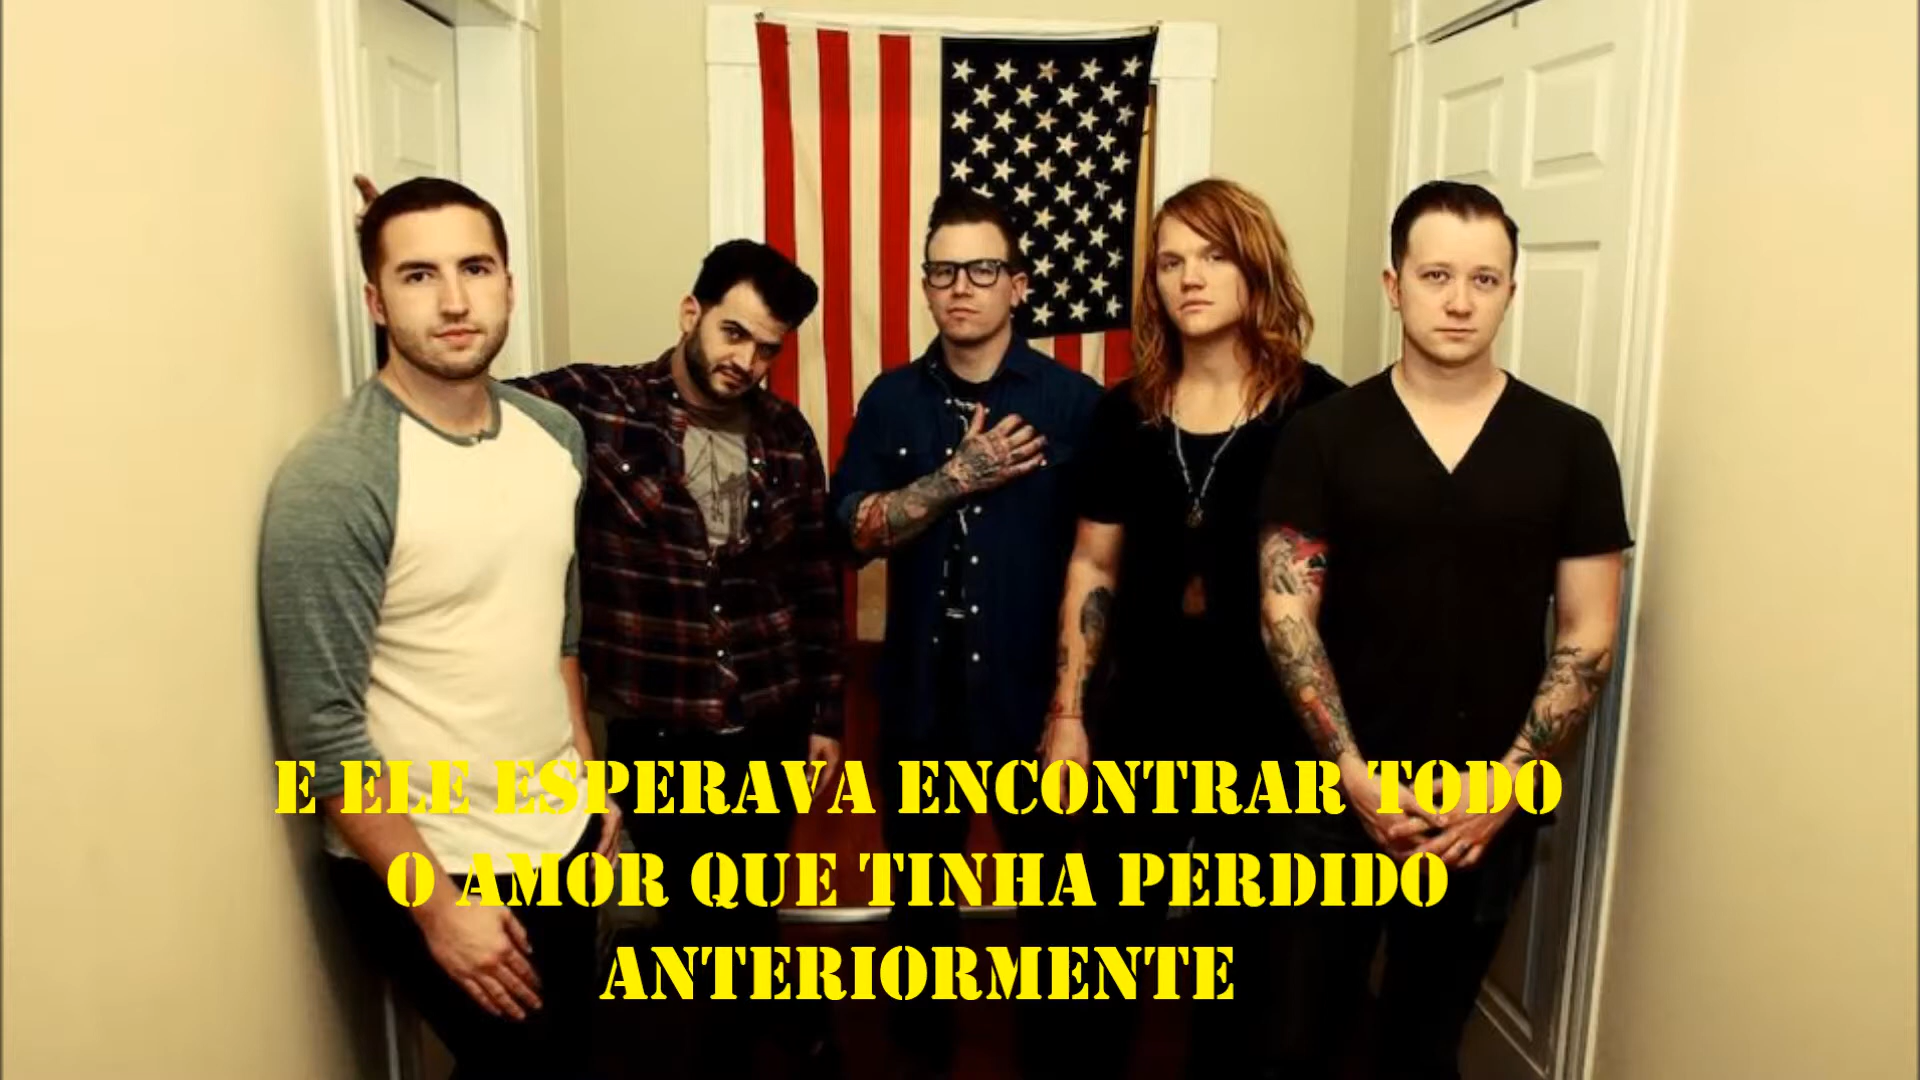 E ELE ESPERAVA ENCONTRAR TODO
O AMOR QUE TINHA PERDIDO
ANTERIORMENTE